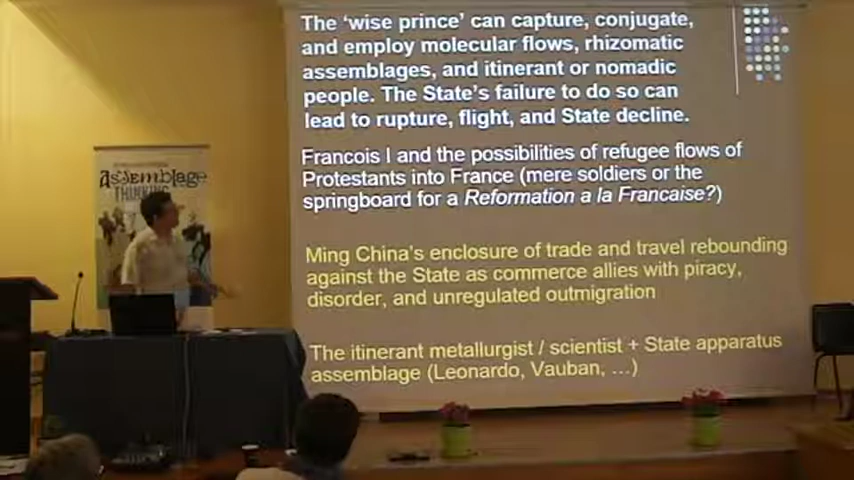 The 'wise prince' can capture, conjugate,
and employ molecular flows, rhizomatic
assemblages, and itinerant or nomadic
people. The State's failure to do so can
lead to rupture, flight, and State decline.
Francois I and the possibilities of refugee flows of
Protestants into France (mere soldiers or the
springboard for a Reformation a la Francaise?)
Ming China's enclosure of trade and travel rebounding
against the State as commerce allies with piracy,
disorder, and unregulated outmigration
The itinerant metallurgist / scientist + State apparatus
assemblage (Leonardo, Vauban, ...)
Assemblage
THINKING